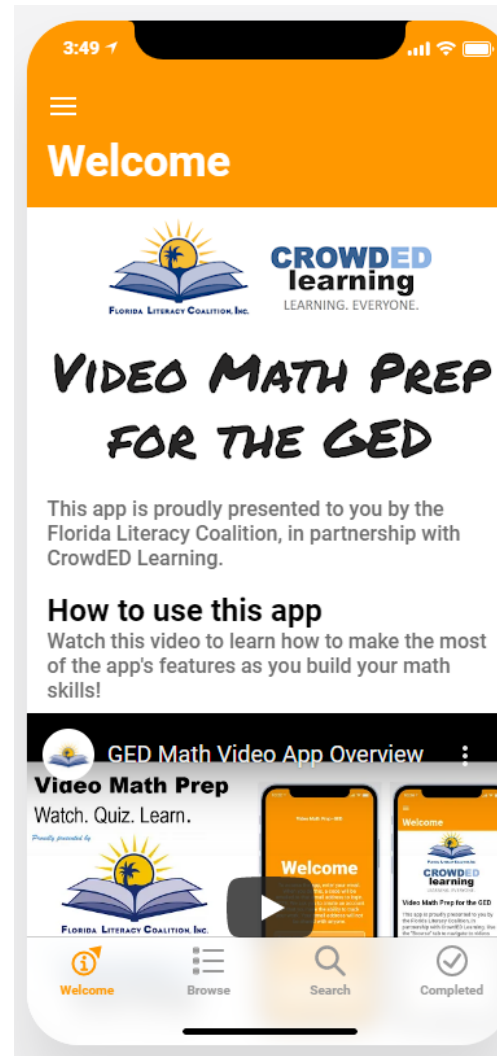 3:49
Welcome
FLORIDA LITERACY COALITION, INC.
CROWDED
learning
LEARNING. EVERYONE.
VIDEO MATH PREP
FOR THE GED
This app is proudly presented to you by the
Florida Literacy Coalition, in partnership with
CrowdED Learning.
How to use this app
Watch this video to learn how to make the most
of the app's features as you build your math
skills!
GED Math Video App Overview
Video Math Prep
Watch. Quiz. Learn.
Proudly presented by
FLORIDA LITERACY COALITION, INC.
Welcome
Welcome
CROWDED
learning
Video Math Prep for the GED
Welcome
Browse
Search
Completed